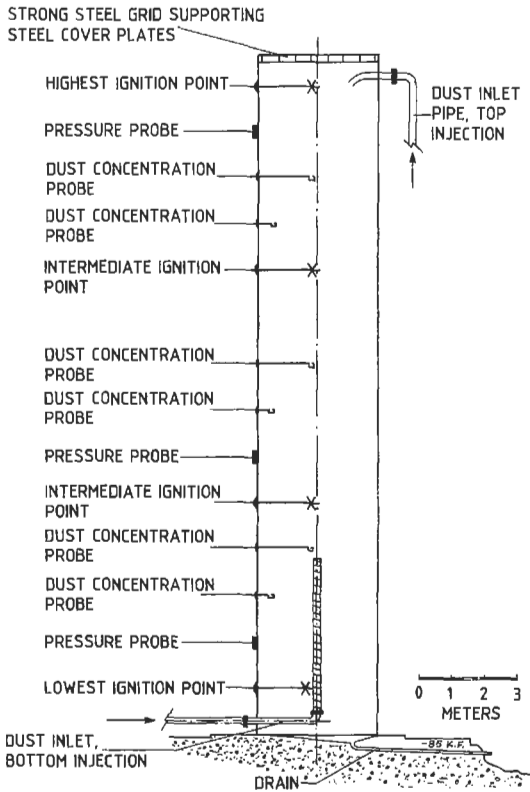 STRONG STEEL GRID SUPPORTING
STEEL COVER PLATES
HIGHEST IGNITION POINT
DUST INLET
PIPE, TOP
INJECTION
PRESSURE PROBE
DUST CONCENTRATION
PROBE
DUST CONCENTRATION
PROBE
INTERMEDIATE IGNITION
POINT
DUST CONCENTRATION
PROBE
DUST CONCENTRATION
PROBE
PRESSURE PROBE
INTERMEDIATE IGNITION
POINT
DUST CONCENTRATION
PROBE
DUST CONCENTRATION
PROBE
PRESSURE PROBE
LOWEST IGNITION POINT
0 1 2 3
METERS
DUST INLET,
BOTTOM INJECTION
-85 K.F.
DRAIN